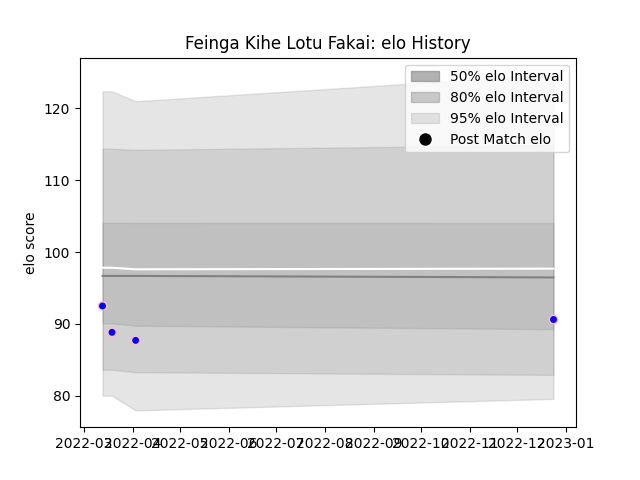 Feinga Kihe Lotu Fakai: elo History
50% elo Interval
80% elo Interval
95% elo Interval
Post Match elo
elo score
120
110
100
90
80
2022-03 2022-04 2022-05 2022-06 2022-07 2022-08 2022-09 2022-10 2022-11 2022-12 2023-01